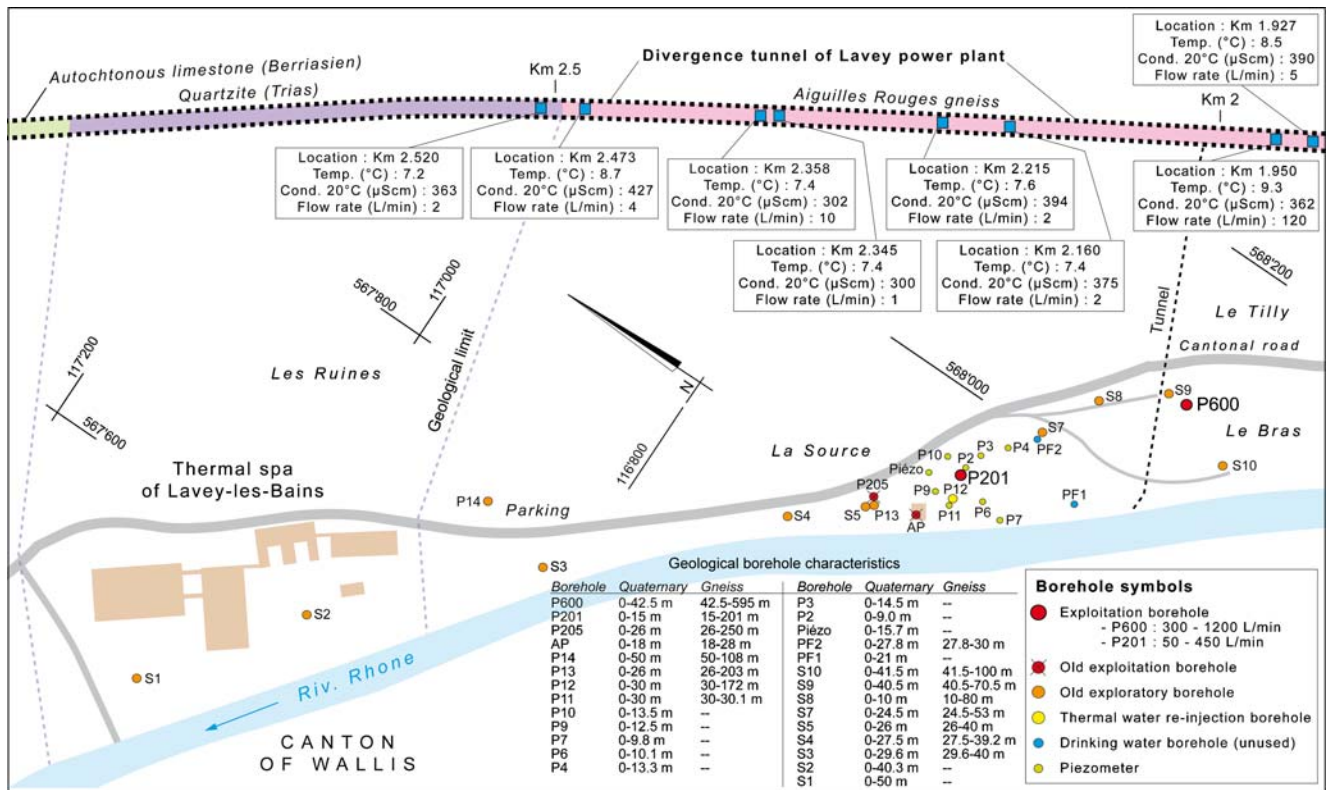 Location : Km 1.927
Temp. (°C) : 8.5
Cond. 20°C (µScm) : 390
Flow rate (L/min) : 5
Autochtonous limestone (Berriasien)
Quartzite (Trias)
Km 2.5
Divergence tunnel of Lavey power plant
Aiguilles Rouges gneiss
Km 2
Location : Km 2.520
Temp. (°C) : 7.2
Cond. 20°C (µScm) : 363
Flow rate (L/min) : 2
Location : Km 2.473
Temp. (°C) : 8.7
Cond. 20°C (µScm) : 427
Flow rate (L/min) : 4
Location : Km 2.358
Temp. (°C) : 7.4
Cond. 20°C (µScm) : 302
Flow rate (L/min) : 10
Location : Km 2.215
Temp. (°C) : 7.6
Cond. 20°C (µScm) : 394
Flow rate (L/min) : 2
Location : Km 1.950
Temp. (°C) : 9.3
Cond. 20°C (µScm) : 362
Flow rate (L/min) : 120
Location : Km 2.345
Temp. (°C) : 7.4
Cond. 20°C (µScm) : 300
Flow rate (L/min) : 1
Location : Km 2.160
Temp. (°C) : 7.4
Cond. 20°C (µScm) : 375
Flow rate (L/min) : 2
567'800
117'000
568'200
Geological limit
Tunnel
Le Tilly
Cantonal road
117'200
567'600
Les Ruines
N
116'800
568'000
S8
S9
P600
Le Bras
La Source
S7
PF2
P10
P3
P4
P2
Piézo
P201
S10
Thermal spa
of Lavey-les-Bains
P14
Parking
P205
P9
P12
PF1
S4
S5
P13
AP
P11
P6
P7
S3
S2
S1
Riv. Rhone
CANTON
OF WALLIS
Geological borehole characteristics
Borehole Quaternary Gneiss
P600 0-42.5 m 42.5-595 m
P201 0-15 m 15-201 m
P205 0-26 m 26-250 m
AP 0-18 m 18-28 m
P14 0-50 m 50-108 m
P13 0-26 m 26-203 m
P12 0-30 m 30-172 m
P11 0-30 m 30-30.1 m
P10 0-13.5 m --
P9 0-12.5 m --
P7 0-9.8 m --
P6 0-10.1 m --
P4 0-13.3 m --
Borehole Quaternary Gneiss
P3 0-14.5 m --
P2 0-9.0 m --
Piézo 0-15.7 m --
PF2 0-27.8 m 27.8-30 m
PF1 0-21 m --
S10 0-41.5 m 41.5-100 m
S9 0-40.5 m 40.5-70.5 m
S8 0-10 m 10-80 m
S7 0-24.5 m 24.5-53 m
S5 0-26 m 26-40 m
S4 0-27.5 m 27.5-39.2 m
S3 0-29.6 m 29.6-40 m
S2 0-40.3 m --
S1 0-50 m --
Borehole symbols
Exploitation borehole
- P600 : 300 - 1200 L/min
- P201 : 50 - 450 L/min
Old exploitation borehole
Old exploratory borehole
Thermal water re-injection borehole
Drinking water borehole (unused)
Piezometer